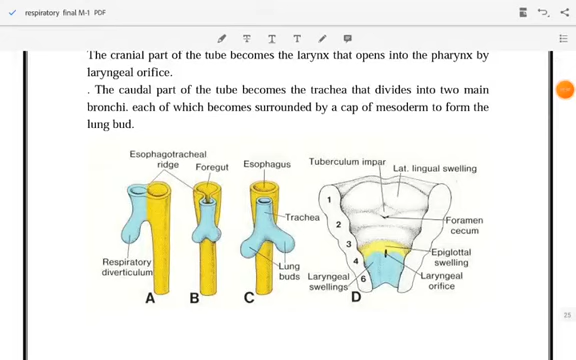 respiratory final M-1 PDF
The cranial part of the tube becomes the larynx that opens into the pharynx by
laryngeal orifice.
. The caudal part of the tube becomes the trachea that divides into two main
bronchi. each of which becomes surrounded by a cap of mesoderm to form the
lung bud.
Esophagotracheal
ridge
Foregut
Esophagus
Tuberculum impar
Lat. lingual swelling
Trachea
Foramen
cecum
Respiratory
diverticulum
Lung
buds
Laryngeal
swellings
Epiglottal
swelling
Laryngeal
orifice
1
2
3
4
6
A
B
C
D
25